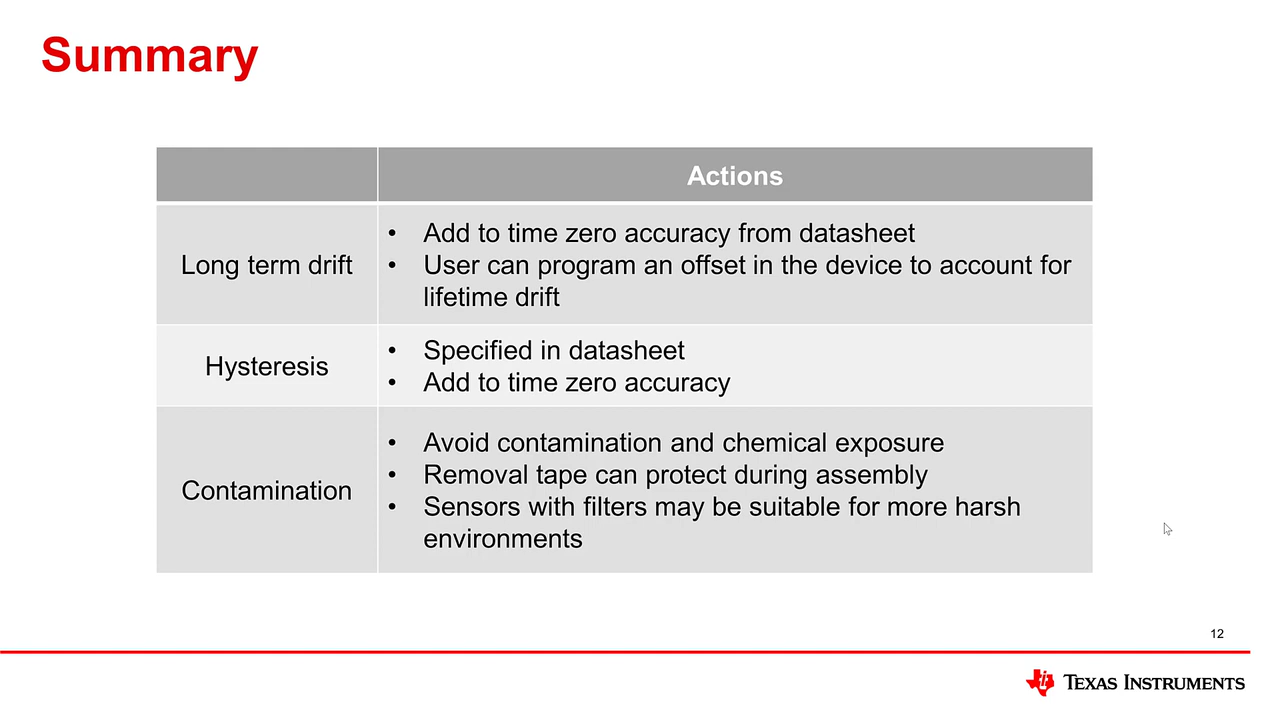 Summary
Actions
Long term drift
• Add to time zero accuracy from datasheet
• User can program an offset in the device to account for
lifetime drift
Hysteresis
• Specified in datasheet
• Add to time zero accuracy
Contamination
• Avoid contamination and chemical exposure
• Removal tape can protect during assembly
• Sensors with filters may be suitable for more harsh
environments
12
TEXAS INSTRUMENTS